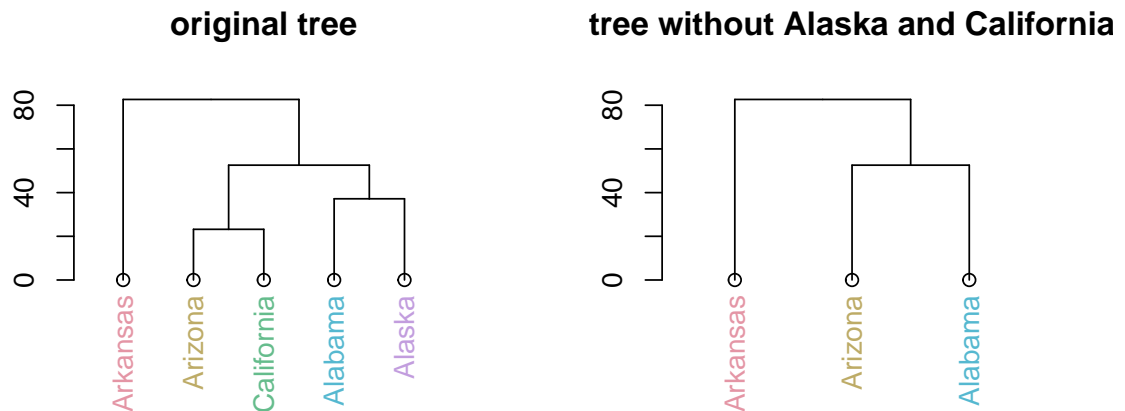 original tree
80
40
0
Arkansas
Arizona
California
Alabama
Alaska
tree without Alaska and California
80
40
0
Arkansas
Arizona
Alabama